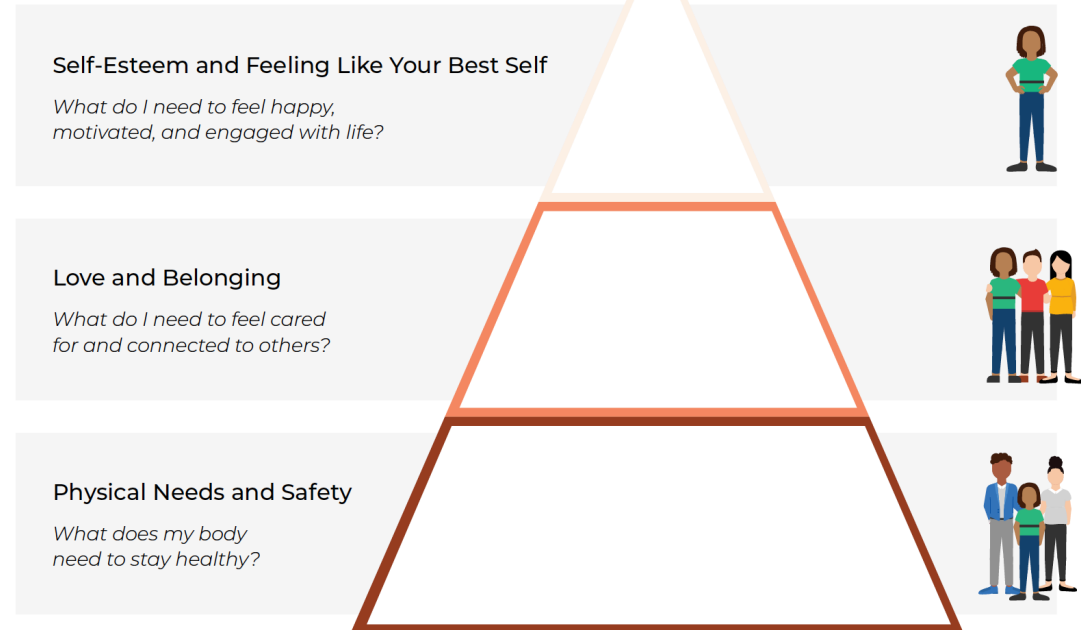 Self-Esteem and Feeling Like Your Best Self
What do I need to feel happy,
motivated, and engaged with life?
Love and Belonging
What do I need to feel cared
for and connected to others?
Physical Needs and Safety
What does my body
need to stay healthy?